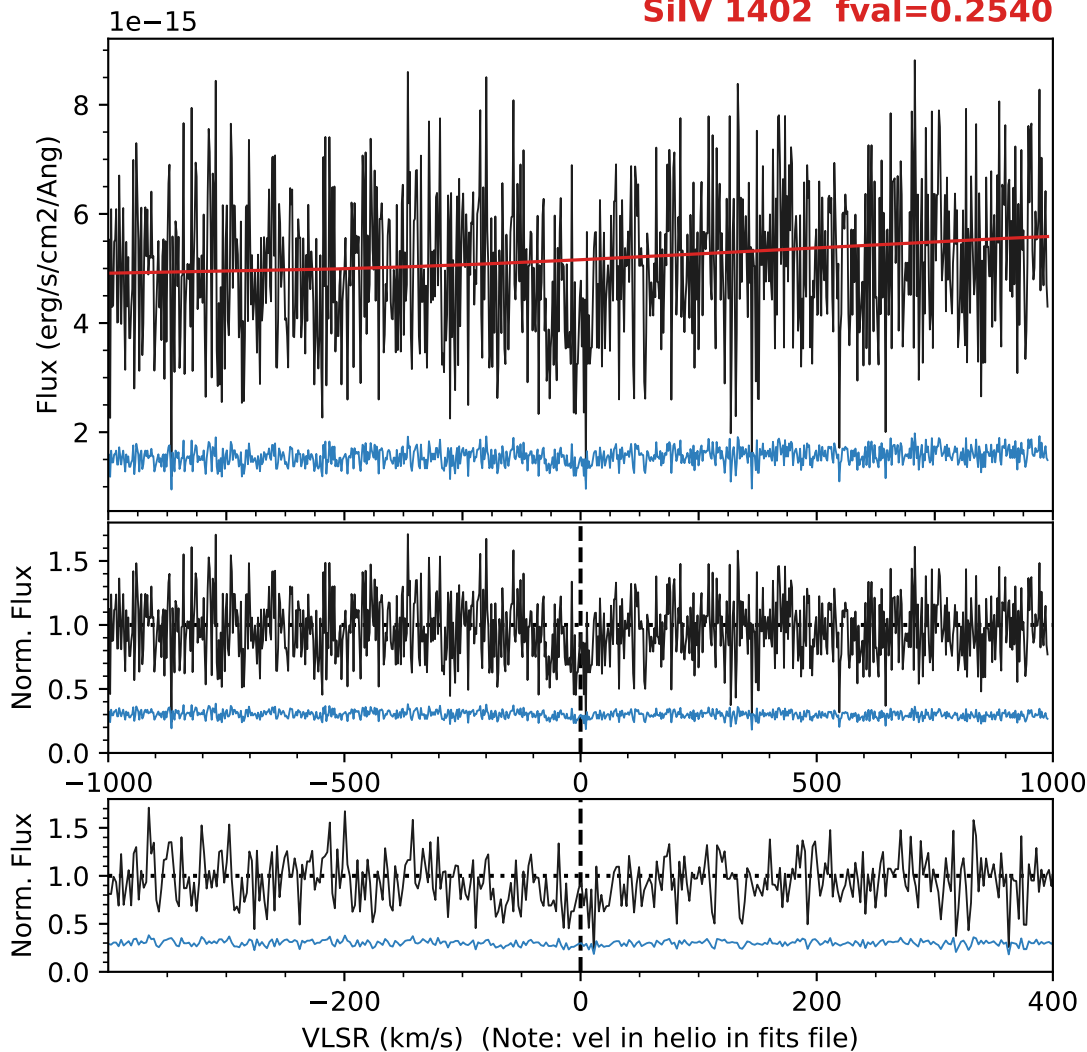 SiIV 1402 fval=0.2540
1e−15
8
6
4
2
Flux (erg/s/cm2/Ang)
1.5
1.0
0.5
0.0
Norm. Flux
−1000 −500 0 500 1000
1.5
1.0
0.5
0.0
Norm. Flux
−200 0 200 400
VLSR (km/s) (Note: vel in helio in fits file)